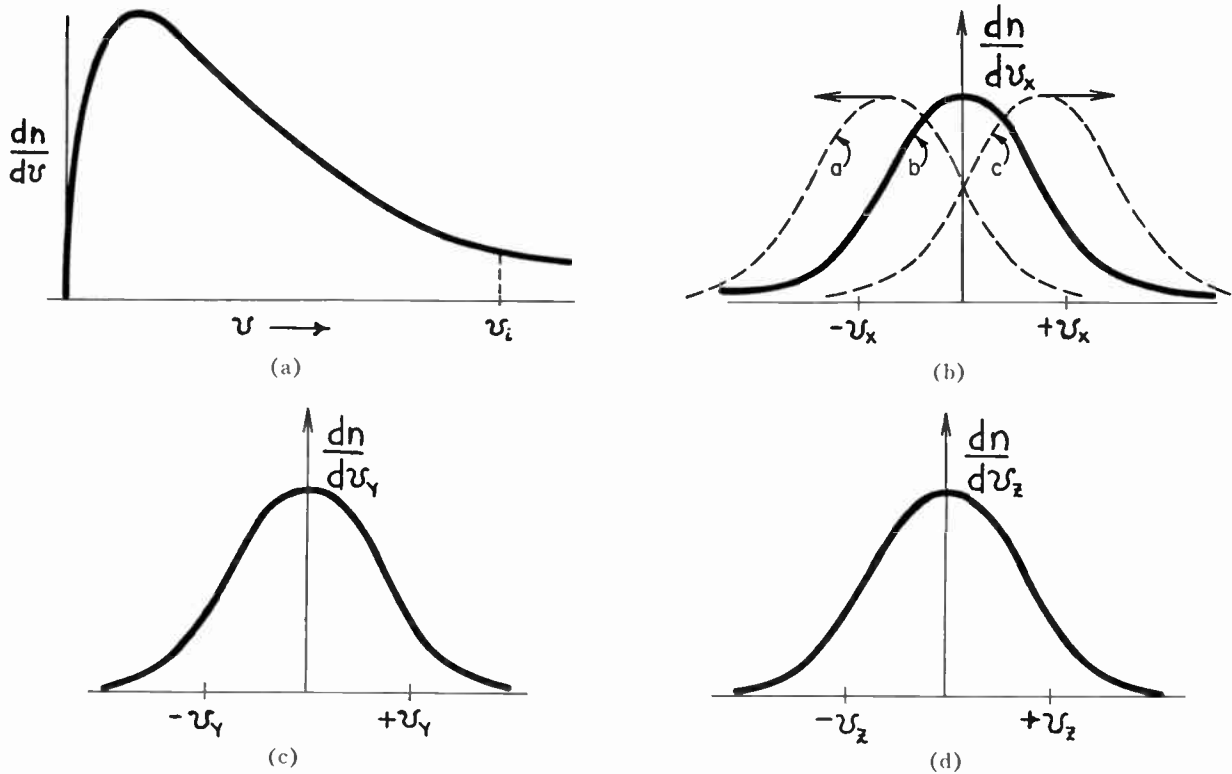 dn
dv
v →
v_i
(a)
dn
dv_x
a
b
c
-v_x
+v_x
(b)
dn
dv_Y
-v_Y
+v_Y
(c)
dn
dv_z
-v_z
+v_z
(d)